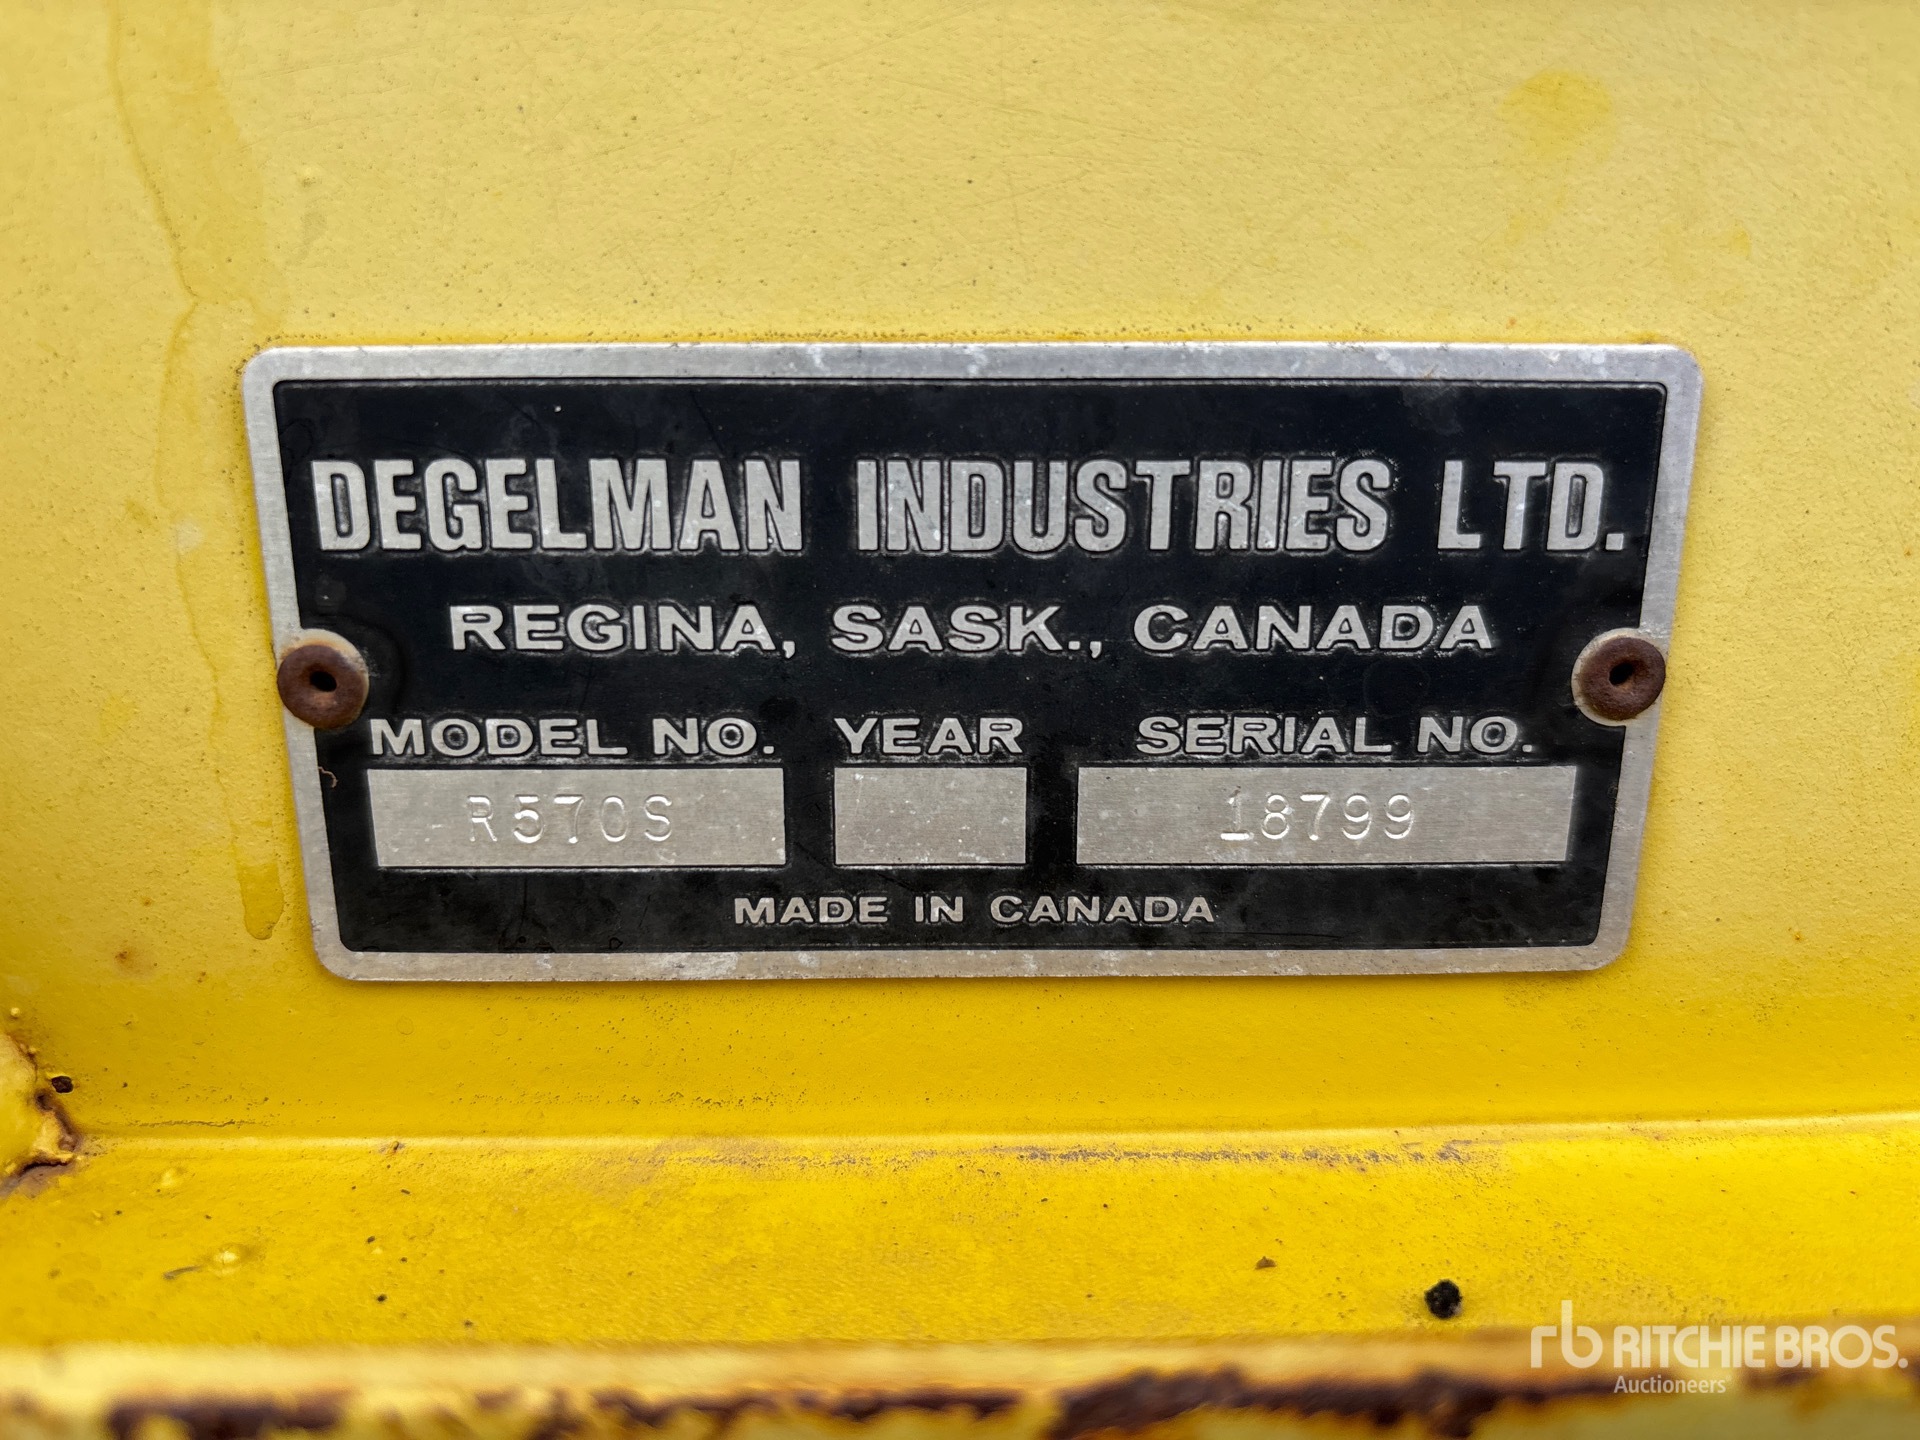 DEGELMAN INDUSTRIES LTD.
REGINA, SASK., CANADA
MODEL NO. YEAR SERIAL NO.
R570S 18799
MADE IN CANADA
rb RITCHIE BROS.
Auctioneers